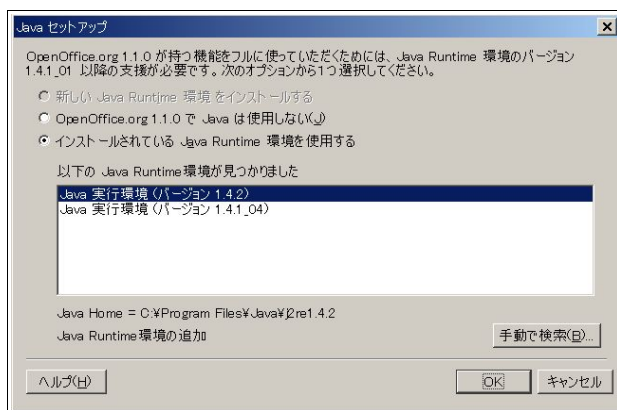 Java セットアップ
OpenOffice.org 1.1.0 が持つ機能をフルに使っていただくためには、Java Runtime 環境のバージョン
1.4.1_01 以降の支援が必要です。次のオプションから1つ選択してください。
新しい Java Runtime 環境 をインストールする
OpenOffice.org 1.1.0 で Java は使用しない(J)
インストールされている Java Runtime 環境を使用する
以下の Java Runtime環境が見つかりました
Java 実行環境 (バージョン 1.4.2)
Java 実行環境 (バージョン 1.4.1_04)
Java Home = C:¥Program Files¥Java¥j2re1.4.2
Java Runtime環境の追加
手動で検索(B)...
ヘルプ(H)
OK
キャンセル